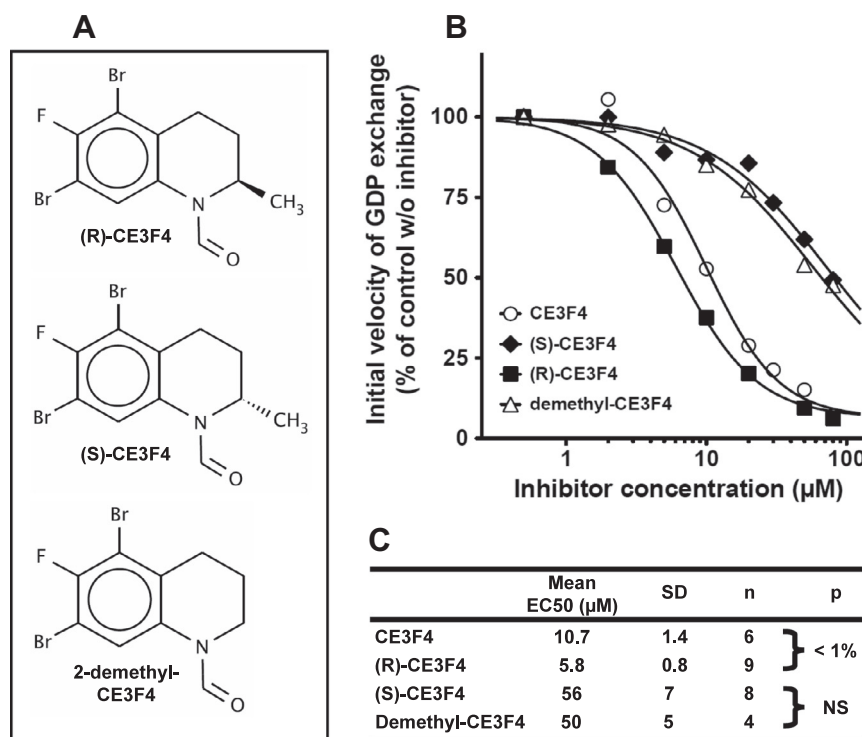 A
Br
F
Br
N
CH3
O
(R)-CE3F4
Br
F
Br
N
CH3
O
(S)-CE3F4
Br
F
Br
N
O
2-demethyl-
CE3F4
B
Initial velocity of GDP exchange
(% of control w/o inhibitor)
100
75
50
25
0
CE3F4
(S)-CE3F4
(R)-CE3F4
demethyl-CE3F4
1 10 100
Inhibitor concentration (µM)
C
Mean
EC50 (µM) SD n p
CE3F4 10.7 1.4 6
< 1%
(R)-CE3F4 5.8 0.8 9
(S)-CE3F4 56 7 8
NS
Demethyl-CE3F4 50 5 4